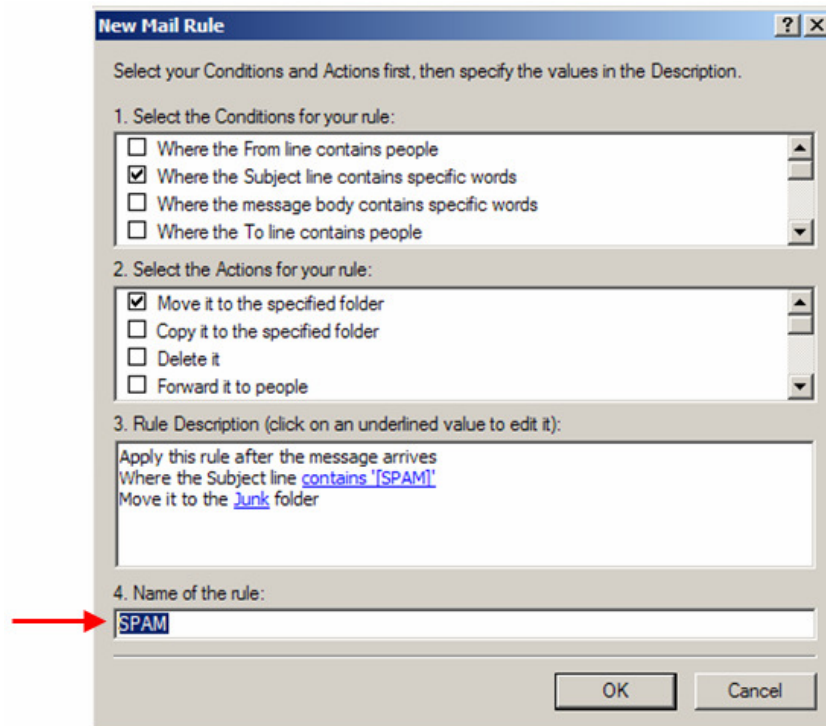 New Mail Rule
Select your Conditions and Actions first, then specify the values in the Description.
1. Select the Conditions for your rule:
Where the From line contains people
Where the Subject line contains specific words
Where the message body contains specific words
Where the To line contains people
2. Select the Actions for your rule:
Move it to the specified folder
Copy it to the specified folder
Delete it
Forward it to people
3. Rule Description (click on an underlined value to edit it):
Apply this rule after the message arrives
Where the Subject line contains '[SPAM]'
Move it to the Junk folder
4. Name of the rule:
SPAM
OK Cancel